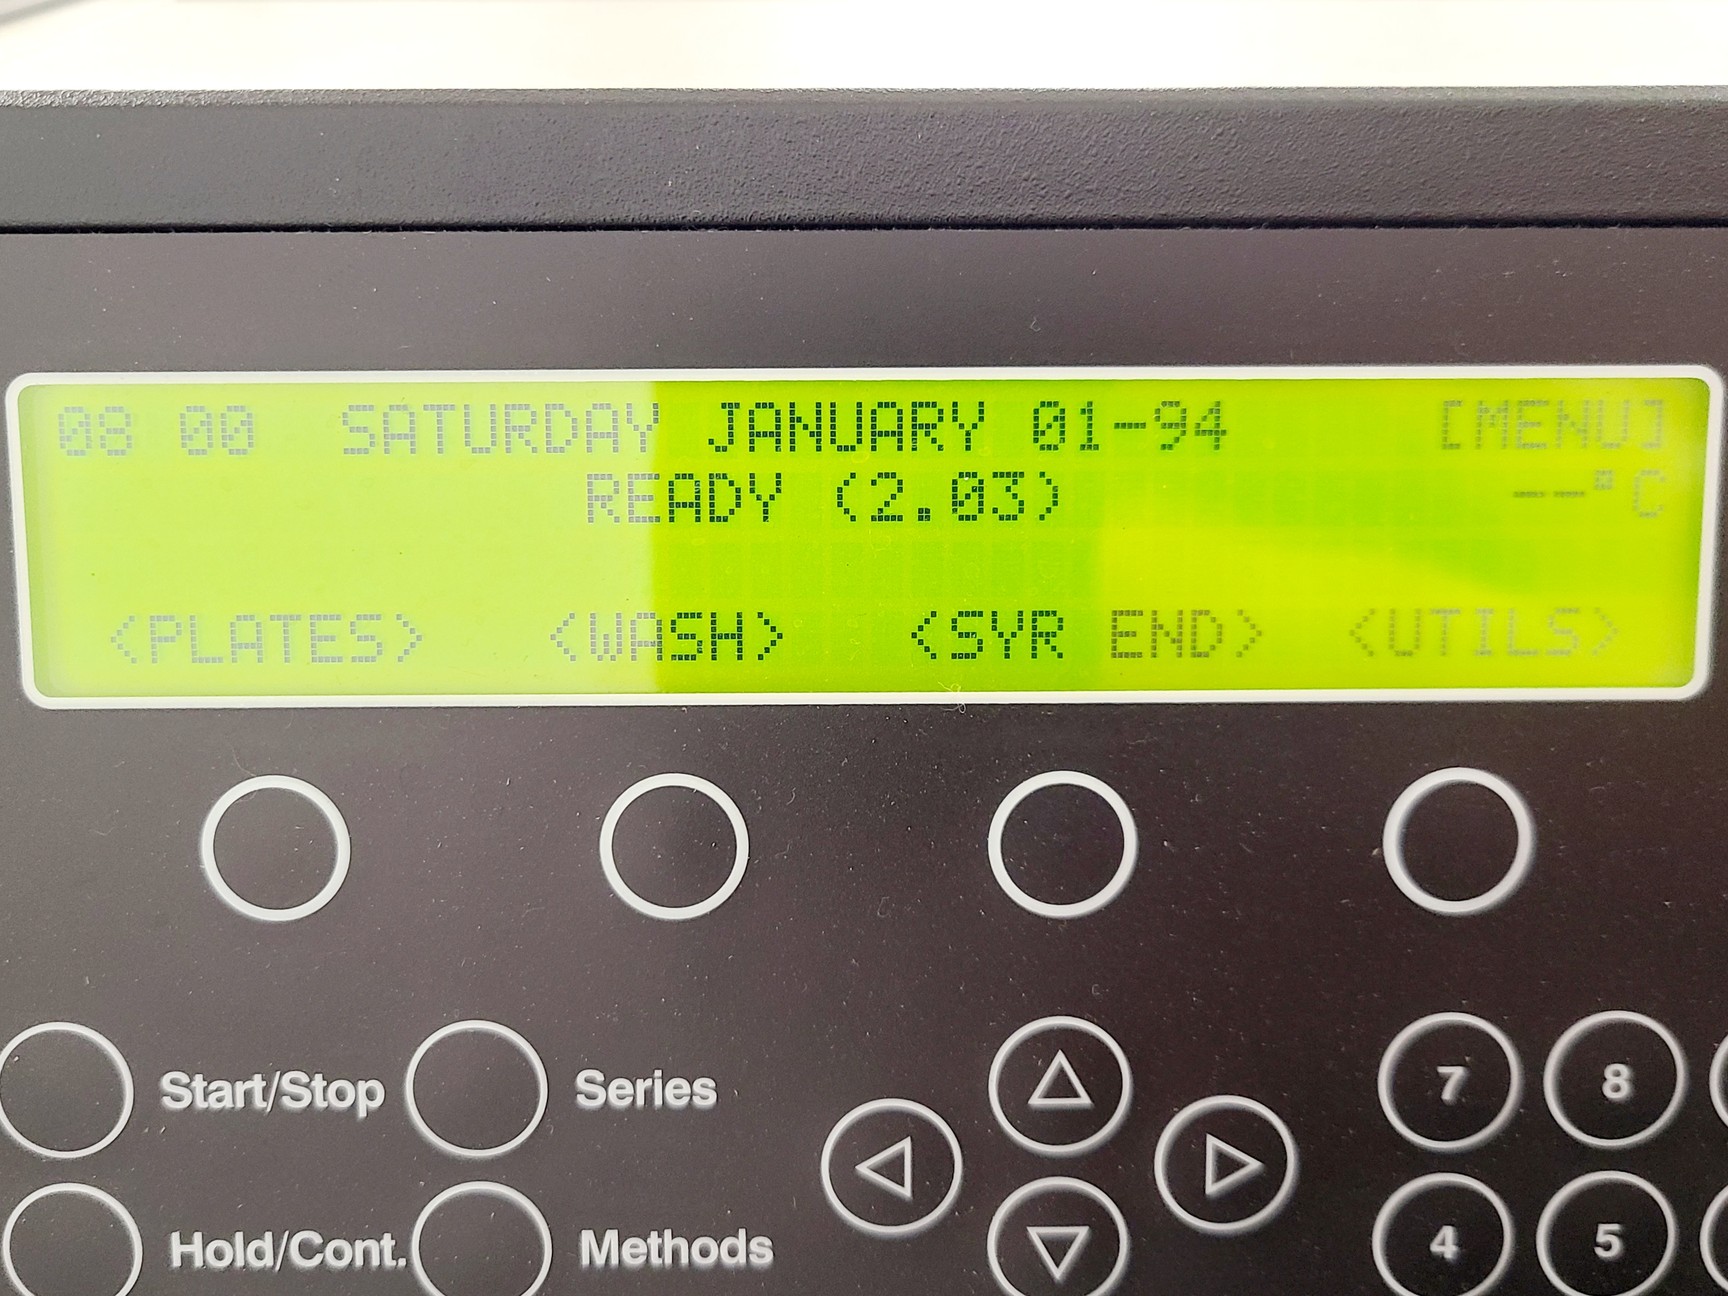 08 00 SATURDAY JANUARY 01-94 [MENU]
READY (2.03) --°C
<PLATES> <WASH> <SYR END> <UTILS>
Start/Stop Series 7 8
Hold/Cont. Methods 4 5